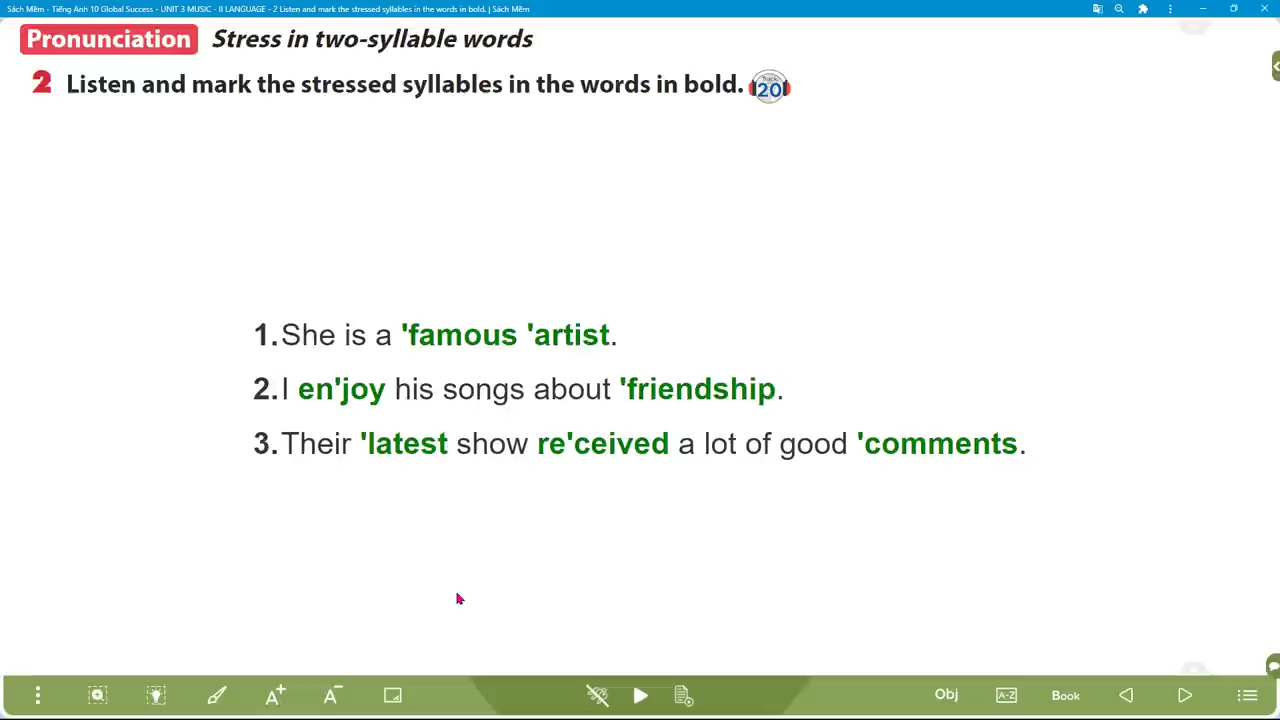 Sách Mềm - Tiếng Anh 10 Global Success - UNIT 3 MUSIC - II LANGUAGE - 2 Listen and mark the stressed syllables in the words in bold. | Sách Mềm
Pronunciation Stress in two-syllable words
2 Listen and mark the stressed syllables in the words in bold. Track 20
1. She is a 'famous 'artist.
2. I en'joy his songs about 'friendship.
3. Their 'latest show re'ceived a lot of good 'comments.
A+ A- Obj A-Z Book